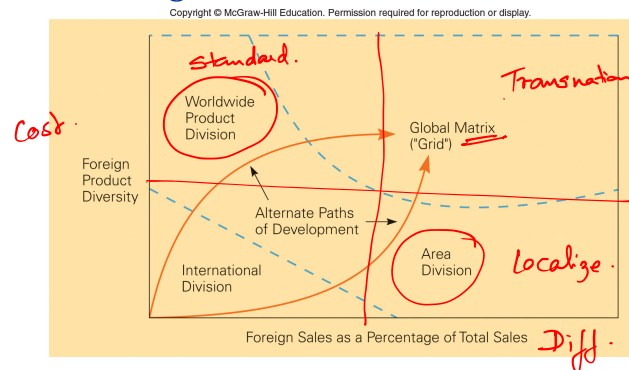 Copyright © McGraw-Hill Education. Permission required for reproduction or display.
Standard.
Transnation
Worldwide
Product
Division
Cost.
Global Matrix
("Grid")
Foreign
Product
Diversity
Alternate Paths
of Development
Area
Division
Localize.
International
Division
Foreign Sales as a Percentage of Total Sales
Diff.